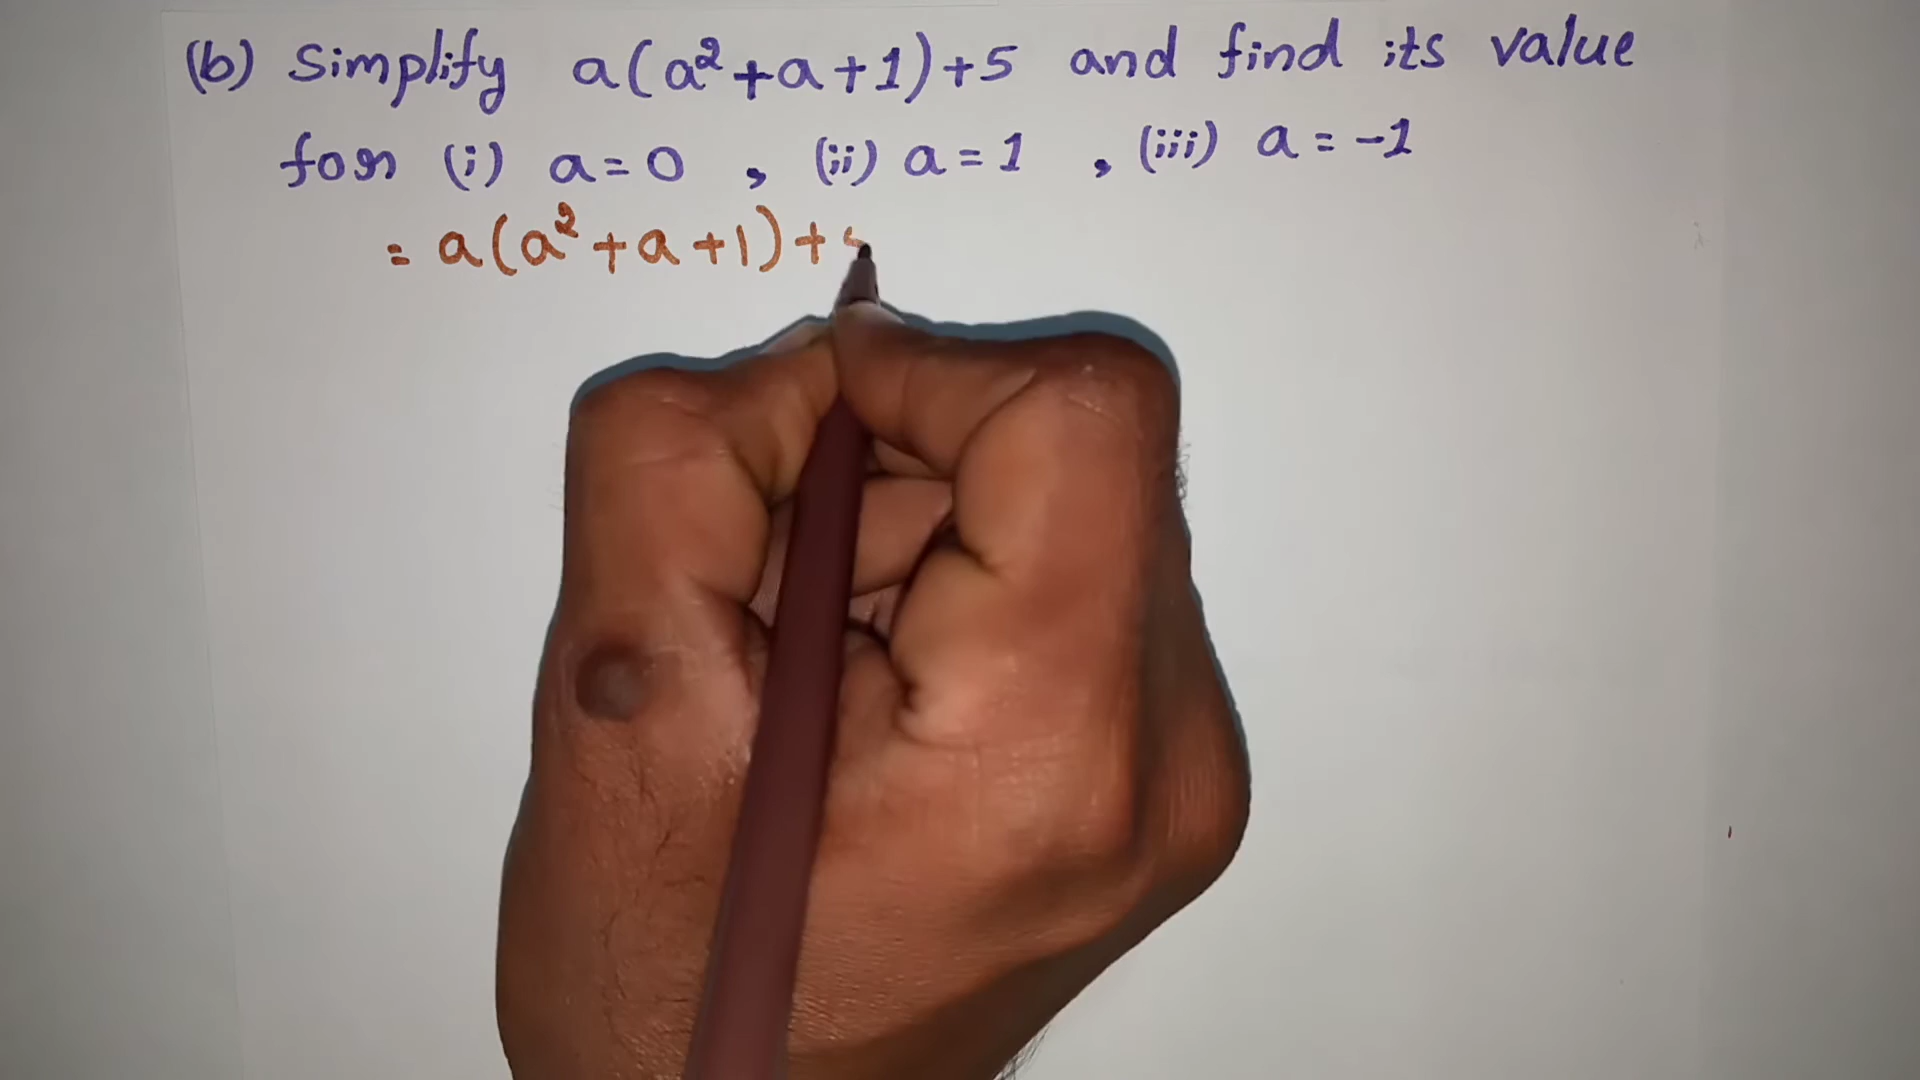 (b) Simplify a(a²+a+1)+5 and find its value
for (i) a=0 , (ii) a=1 , (iii) a=-1
= a(a²+a+1)+